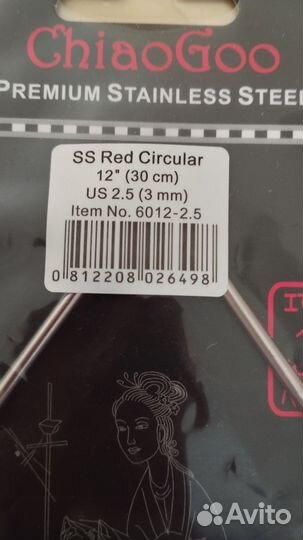 ChiaoGoo
PREMIUM STAINLESS STEEL
SS Red Circular
12" (30 cm)
US 2.5 (3 mm)
Item No. 6012-2.5
0 812208 026498
Avito